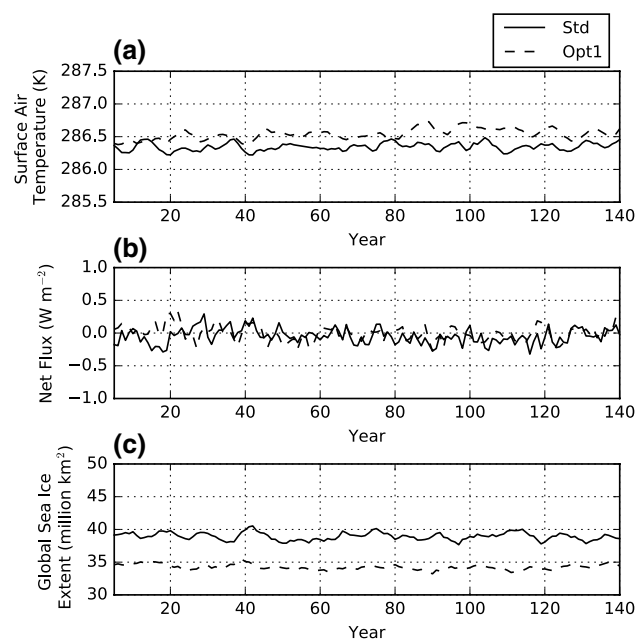 (a)
Std
Opt1
Surface Air
Temperature (K)
287.5
287.0
286.5
286.0
285.5
20 40 60 80 100 120 140
Year
(b)
Net Flux (W m⁻²)
1.0
0.5
0.0
−0.5
−1.0
20 40 60 80 100 120 140
Year
(c)
Global Sea Ice
Extent (million km²)
50
45
40
35
30
20 40 60 80 100 120 140
Year